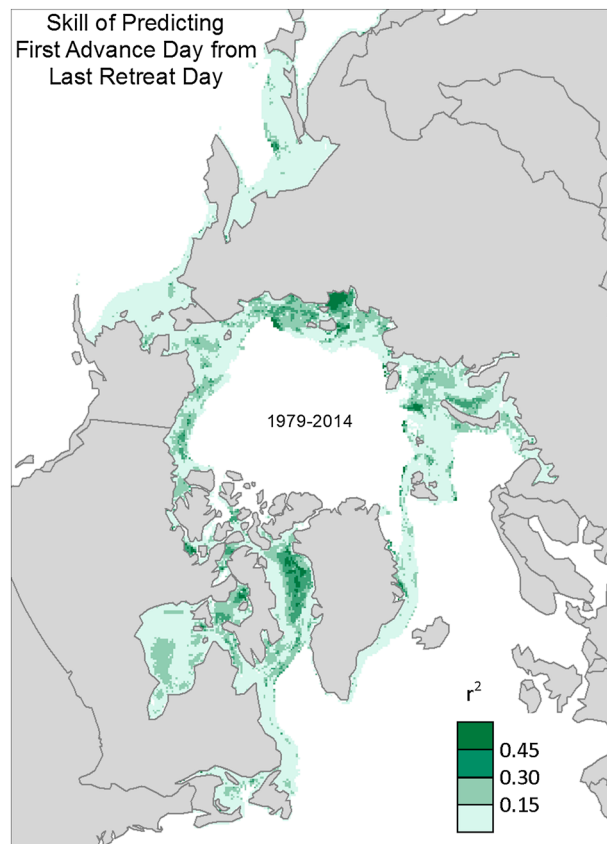 Skill of Predicting
First Advance Day from
Last Retreat Day
1979-2014
r²
0.45
0.30
0.15